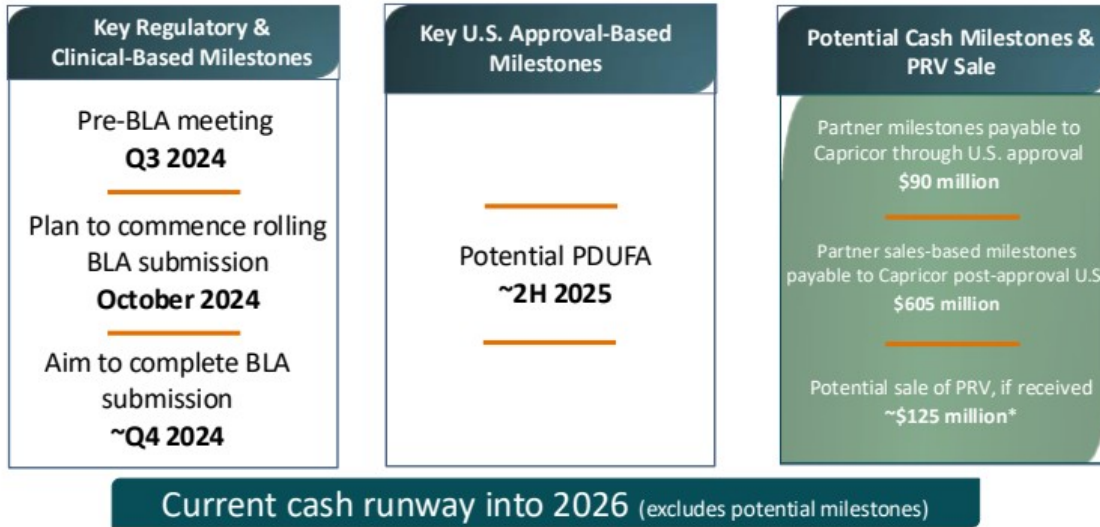 Key Regulatory &
Clinical-Based Milestones
Pre-BLA meeting
Q3 2024
Plan to commence rolling
BLA submission
October 2024
Aim to complete BLA
submission
~Q4 2024
Key U.S. Approval-Based
Milestones
Potential PDUFA
~2H 2025
Potential Cash Milestones &
PRV Sale
Partner milestones payable to
Capricor through U.S. approval
$90 million
Partner sales-based milestones
payable to Capricor post-approval U.S
$605 million
Potential sale of PRV, if received
~$125 million*
Current cash runway into 2026 (excludes potential milestones)